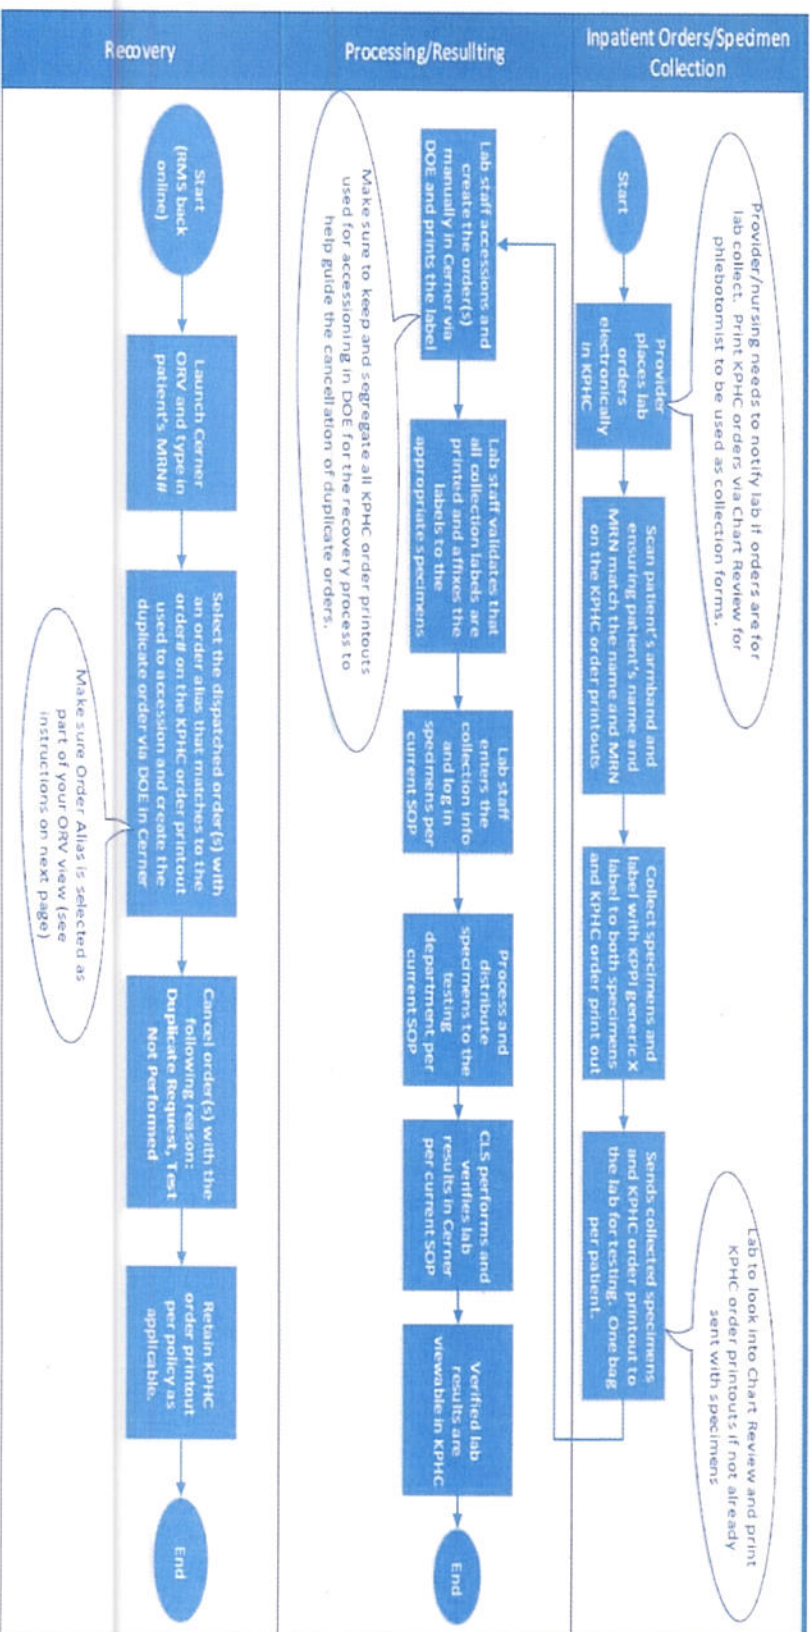 Inpatient Orders/Specimen
Collection
Provider/nursing needs to notify lab if orders are for
lab collect. Print KPHC orders via Chart Review for
phlebotomist to be used as collection forms.
Start
Provider
places lab
orders
electronically
in KPHC
Scan patient's armband and
ensuring patient's name and
MRN match the name and MRN
on the KPHC order printouts
Collect specimens and
label with KPPI generic X
label to both specimens
and KPHC order print out
Sends collected specimens
and KPHC order printout to
the lab for testing. One bag
per patient.
Lab to look into Chart Review and print
KPHC order printouts if not already
sent with specimens
Processing/Resullting
Lab staff accessions and
create the order(s)
manually in Cerner via
DOE and prints the label
Lab staff validates that
all collection labels are
printed and affixes the
labels to the
appropriate specimens
Lab staff
enters the
collection info
and log in
specimens per
current SOP
Process and
distribute
specimens to the
testing
department per
current SOP
CLS performs and
verifies lab
results in Cerner
per current SOP
Verified lab
results are
viewable in KPHC
End
Make sure to keep and segregate all KPHC order printouts
used for accessioning in DOE for the recovery process to
help guide the cancellation of duplicate orders.
Recovery
Start
(RMS back
online)
Launch Cerner
ORV and type in
patient's MRN#
Select the dispatched order(s) with
an order alias that matches to the
order# on the KPHC order printout
used to accession and create the
duplicate order via DOE in Cerner
Cancel order(s) with the
following reason:
Duplicate Request, Test
Not Performed
Retain KPHC
order printout
per policy as
applicable.
End
Make sure Order Alias is selected as
part of your ORV view (see
instructions on next page)